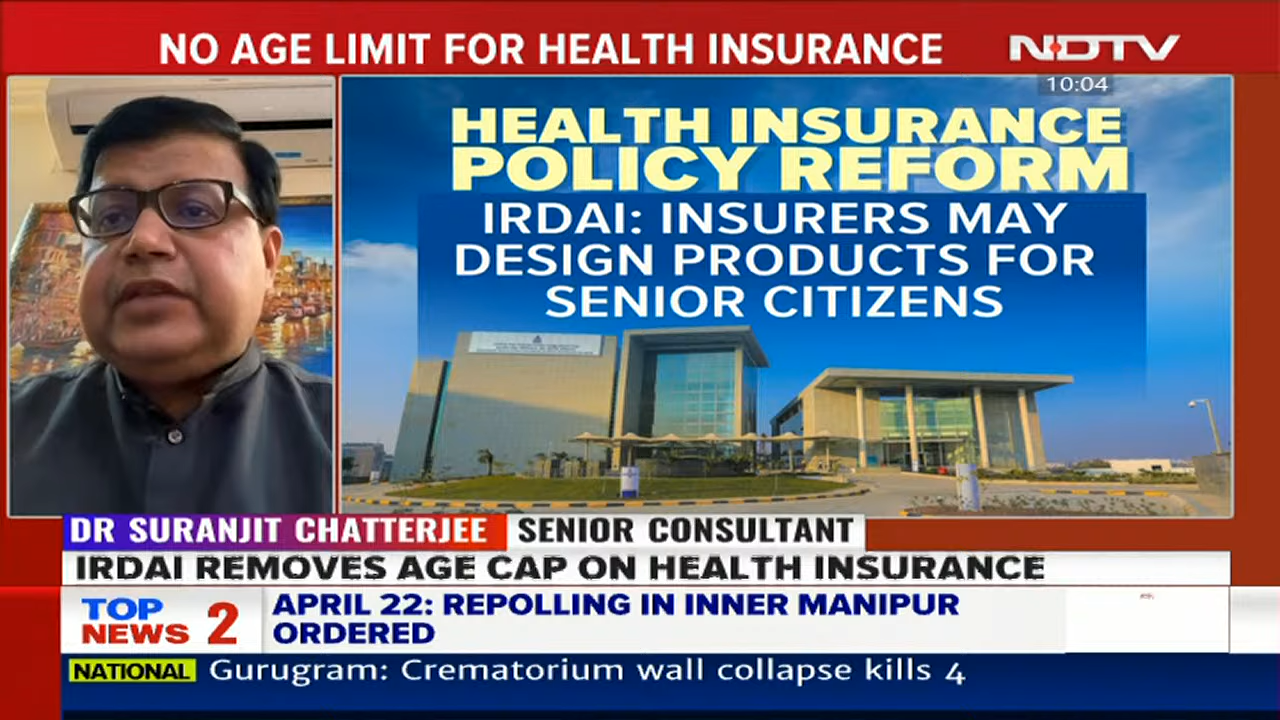 NO AGE LIMIT FOR HEALTH INSURANCE
NDTV
10:04
HEALTH INSURANCE
POLICY REFORM
IRDAI: INSURERS MAY
DESIGN PRODUCTS FOR
SENIOR CITIZENS
DR SURANJIT CHATTERJEE
SENIOR CONSULTANT
IRDAI REMOVES AGE CAP ON HEALTH INSURANCE
TOP
NEWS 2
APRIL 22: REPOLLING IN INNER MANIPUR
ORDERED
NATIONAL
Gurugram: Crematorium wall collapse kills 4